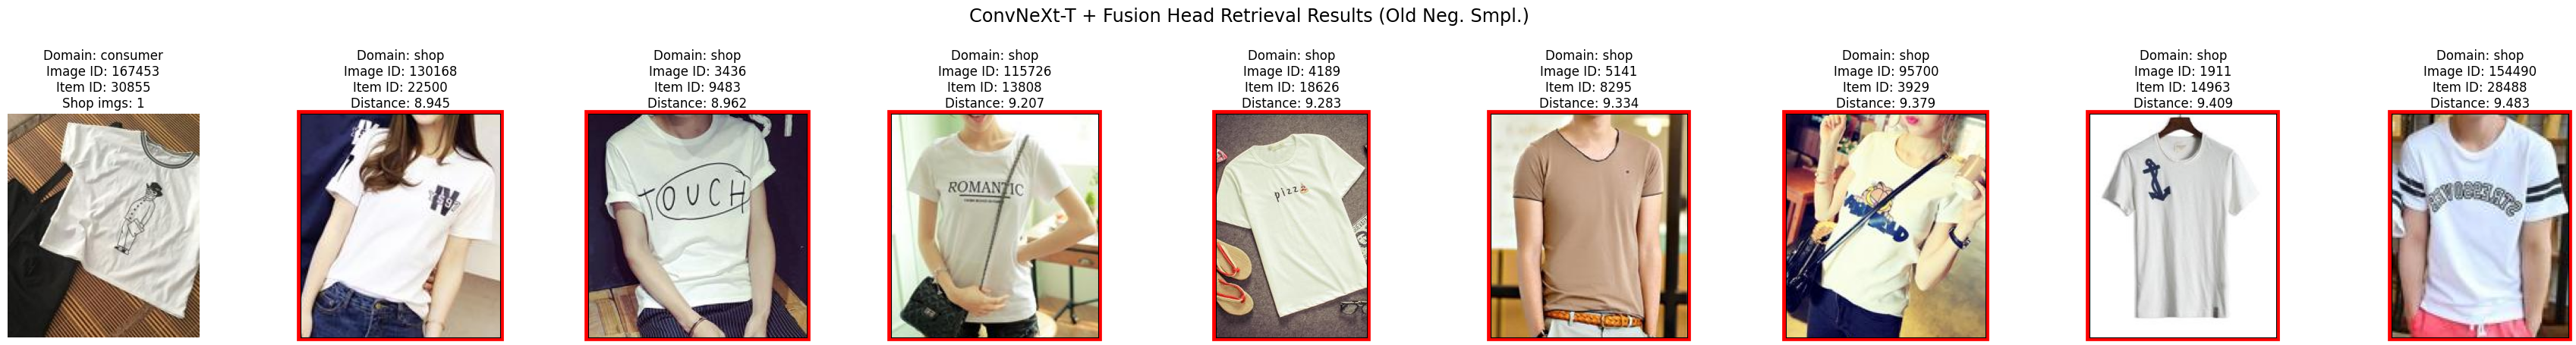 ConvNeXt-T + Fusion Head Retrieval Results (Old Neg. Smpl.)
Domain: consumer
Image ID: 167453
Item ID: 30855
Shop imgs: 1
Domain: shop
Image ID: 130168
Item ID: 22500
Distance: 8.945
Domain: shop
Image ID: 3436
Item ID: 9483
Distance: 8.962
Domain: shop
Image ID: 115726
Item ID: 13808
Distance: 9.207
Domain: shop
Image ID: 4189
Item ID: 18626
Distance: 9.283
Domain: shop
Image ID: 5141
Item ID: 8295
Distance: 9.334
Domain: shop
Image ID: 95700
Item ID: 3929
Distance: 9.379
Domain: shop
Image ID: 1911
Item ID: 14963
Distance: 9.409
Domain: shop
Image ID: 154490
Item ID: 28488
Distance: 9.483
W
TOUCH
ROMANTIC
pizza